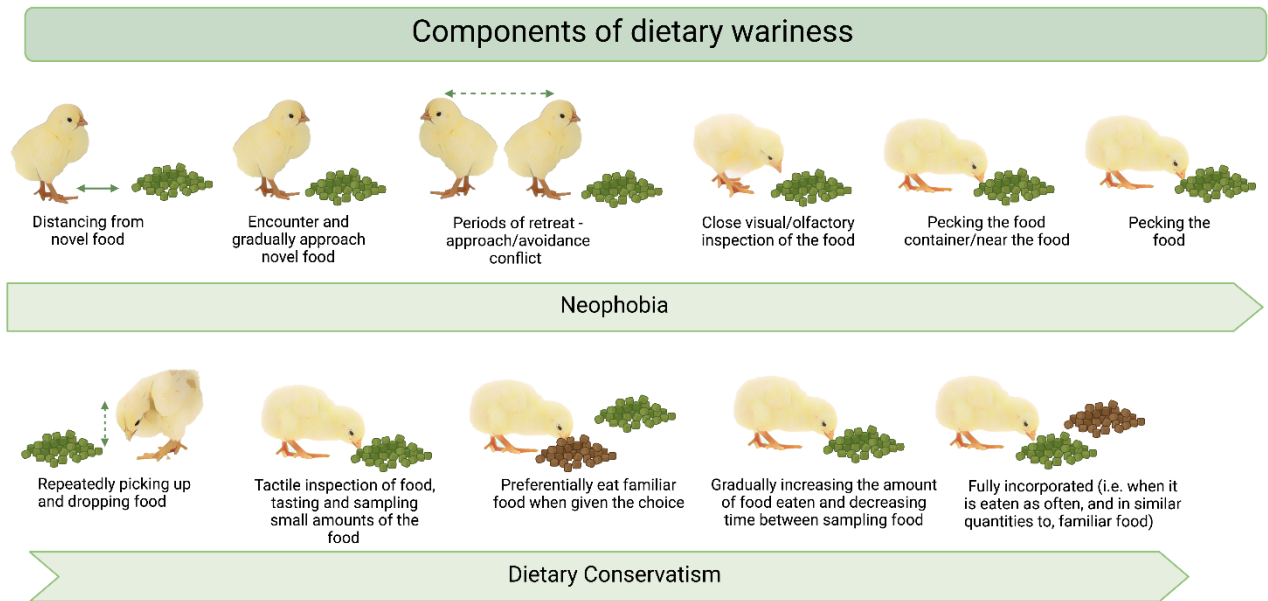 Components of dietary wariness
Distancing from
novel food
Encounter and
gradually approach
novel food
Periods of retreat -
approach/avoidance
conflict
Close visual/olfactory
inspection of the food
Pecking the food
container/near the food
Pecking the
food
Neophobia
Repeatedly picking up
and dropping food
Tactile inspection of food,
tasting and sampling
small amounts of the
food
Preferentially eat familiar
food when given the choice
Gradually increasing the amount
of food eaten and decreasing
time between sampling food
Fully incorporated (i.e. when it
is eaten as often, and in similar
quantities to, familiar food)
Dietary Conservatism